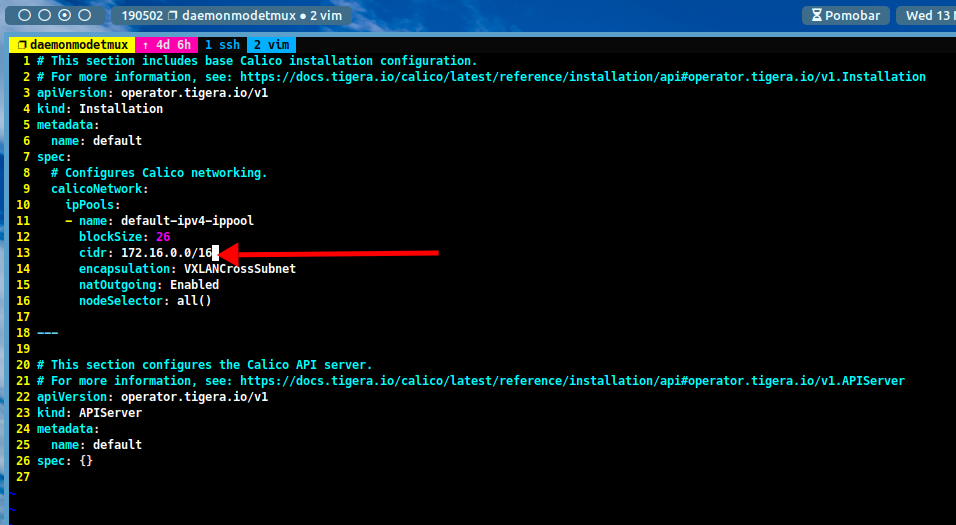 190502 ❐ daemonmodetmux ● 2 vim
Pomobar
Wed 13
❐ daemonmodetmux ↑ 4d 6h 1 ssh 2 vim
1 # This section includes base Calico installation configuration.
2 # For more information, see: https://docs.tigera.io/calico/latest/reference/installation/api#operator.tigera.io/v1.Installation
3 apiVersion: operator.tigera.io/v1
4 kind: Installation
5 metadata:
6   name: default
7 spec:
8   # Configures Calico networking.
9   calicoNetwork:
10     ipPools:
11     - name: default-ipv4-ippool
12       blockSize: 26
13       cidr: 172.16.0.0/16
14       encapsulation: VXLANCrossSubnet
15       natOutgoing: Enabled
16       nodeSelector: all()
17
18 ---
19
20 # This section configures the Calico API server.
21 # For more information, see: https://docs.tigera.io/calico/latest/reference/installation/api#operator.tigera.io/v1.APIServer
22 apiVersion: operator.tigera.io/v1
23 kind: APIServer
24 metadata:
25   name: default
26 spec: {}
27
~
~